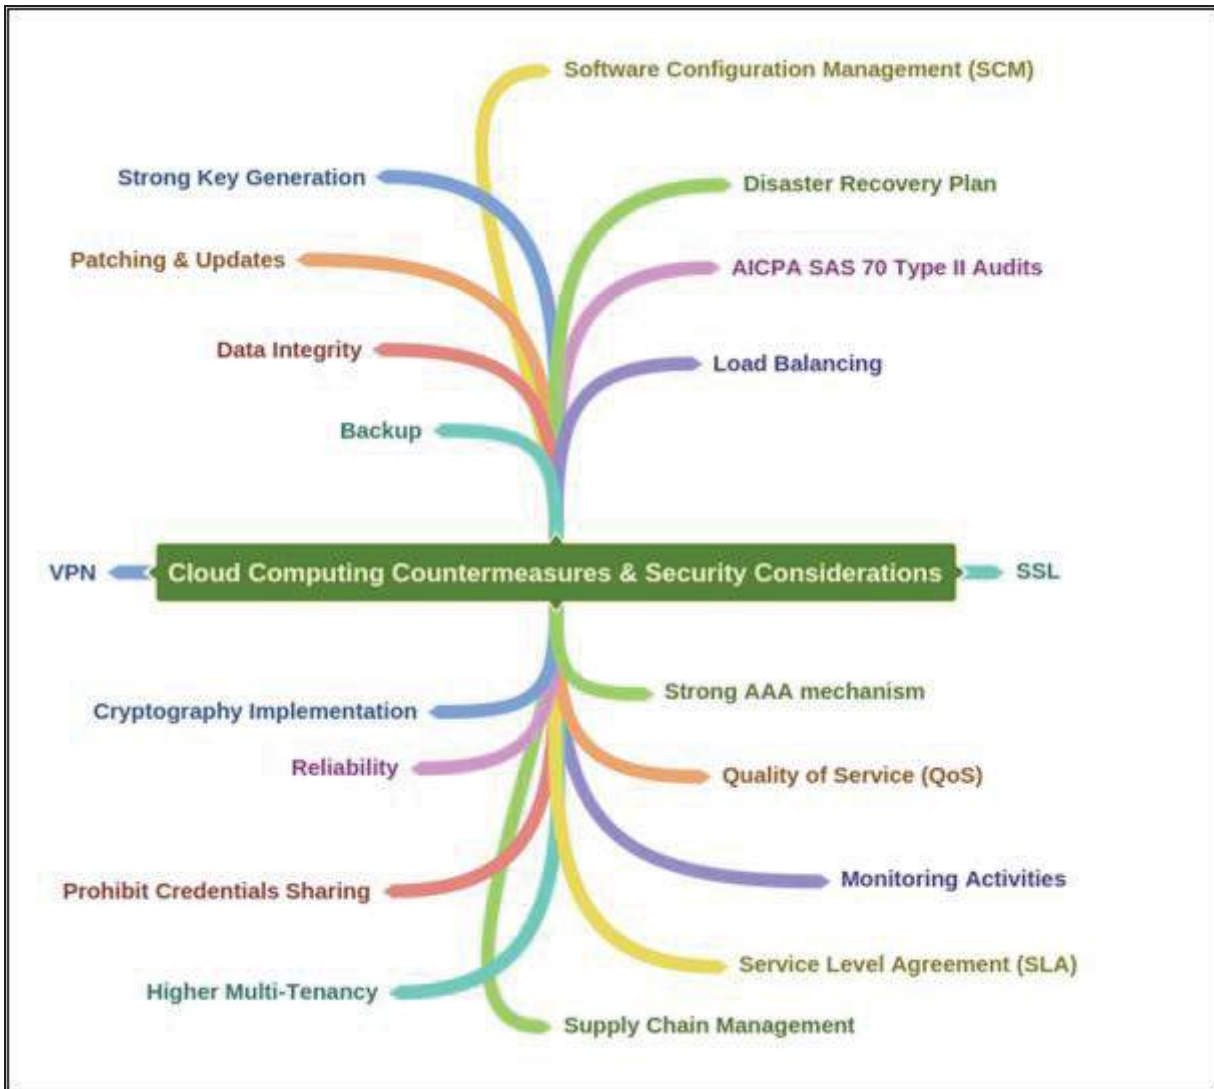 Software Configuration Management (SCM)
Strong Key Generation
Disaster Recovery Plan
Patching & Updates
AICPA SAS 70 Type II Audits
Data Integrity
Load Balancing
Backup
VPN
Cloud Computing Countermeasures & Security Considerations
SSL
Strong AAA mechanism
Cryptography Implementation
Reliability
Quality of Service (QoS)
Monitoring Activities
Prohibit Credentials Sharing
Service Level Agreement (SLA)
Higher Multi-Tenancy
Supply Chain Management